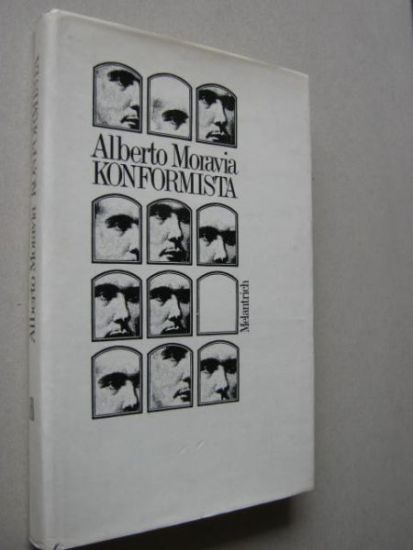 Alberto Moravia
KONFORMISTA
Melantrich
Alberto Moravia KONFORMISTA